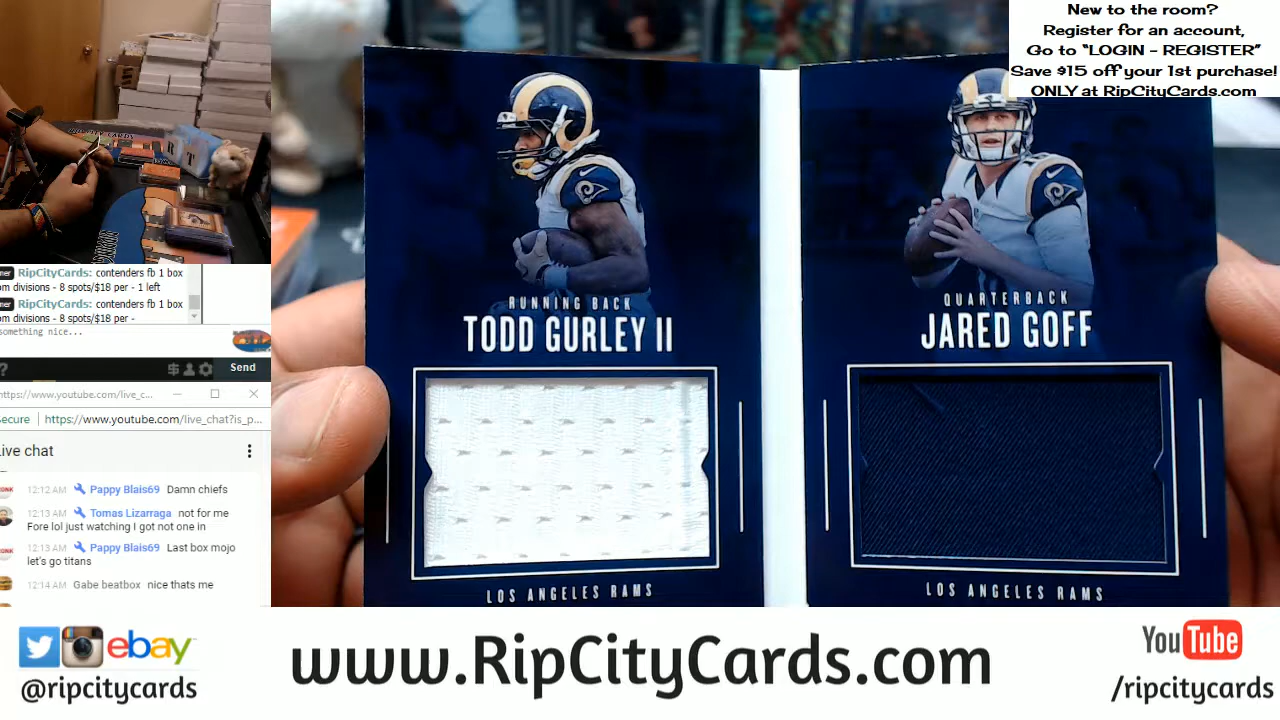 New to the room?
Register for an account,
Go to “LOGIN - REGISTER”
Save $15 off your 1st purchase!
ONLY at RipCityCards.com
RUNNING BACK
TODD GURLEY II
LOS ANGELES RAMS
QUARTERBACK
JARED GOFF
LOS ANGELES RAMS
RipCityCards: contenders fb 1 box
om divisions - 8 spots/$18 per - 1 left
RipCityCards: contenders fb 1 box
om divisions - 8 spots/$18 per -
something nice...
? Send
https://www.youtube.com/live_c...
ecure https://www.youtube.com/live_chat?is_p...
ive chat
12:12 AM Pappy Blais69 Damn chiefs
12:13 AM Tomas Lizarraga not for me
Fore lol just watching I got not one in
12:13 AM Pappy Blais69 Last box mojo
let's go titans
12:14 AM Gabe beatbox nice thats me
ebay
@ripcitycards
www.RipCityCards.com
YouTube
/ripcitycards